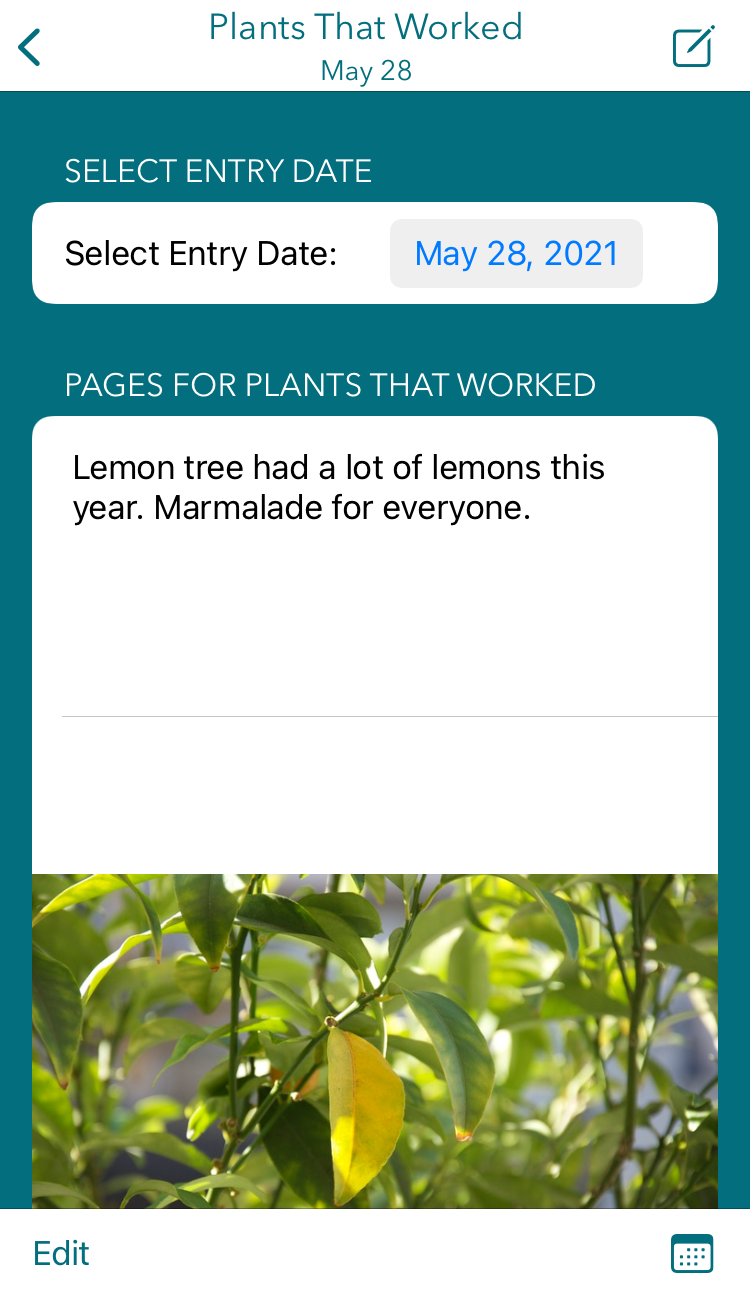 Plants That Worked
May 28
SELECT ENTRY DATE
Select Entry Date:
May 28, 2021
PAGES FOR PLANTS THAT WORKED
Lemon tree had a lot of lemons this
year. Marmalade for everyone.
Edit